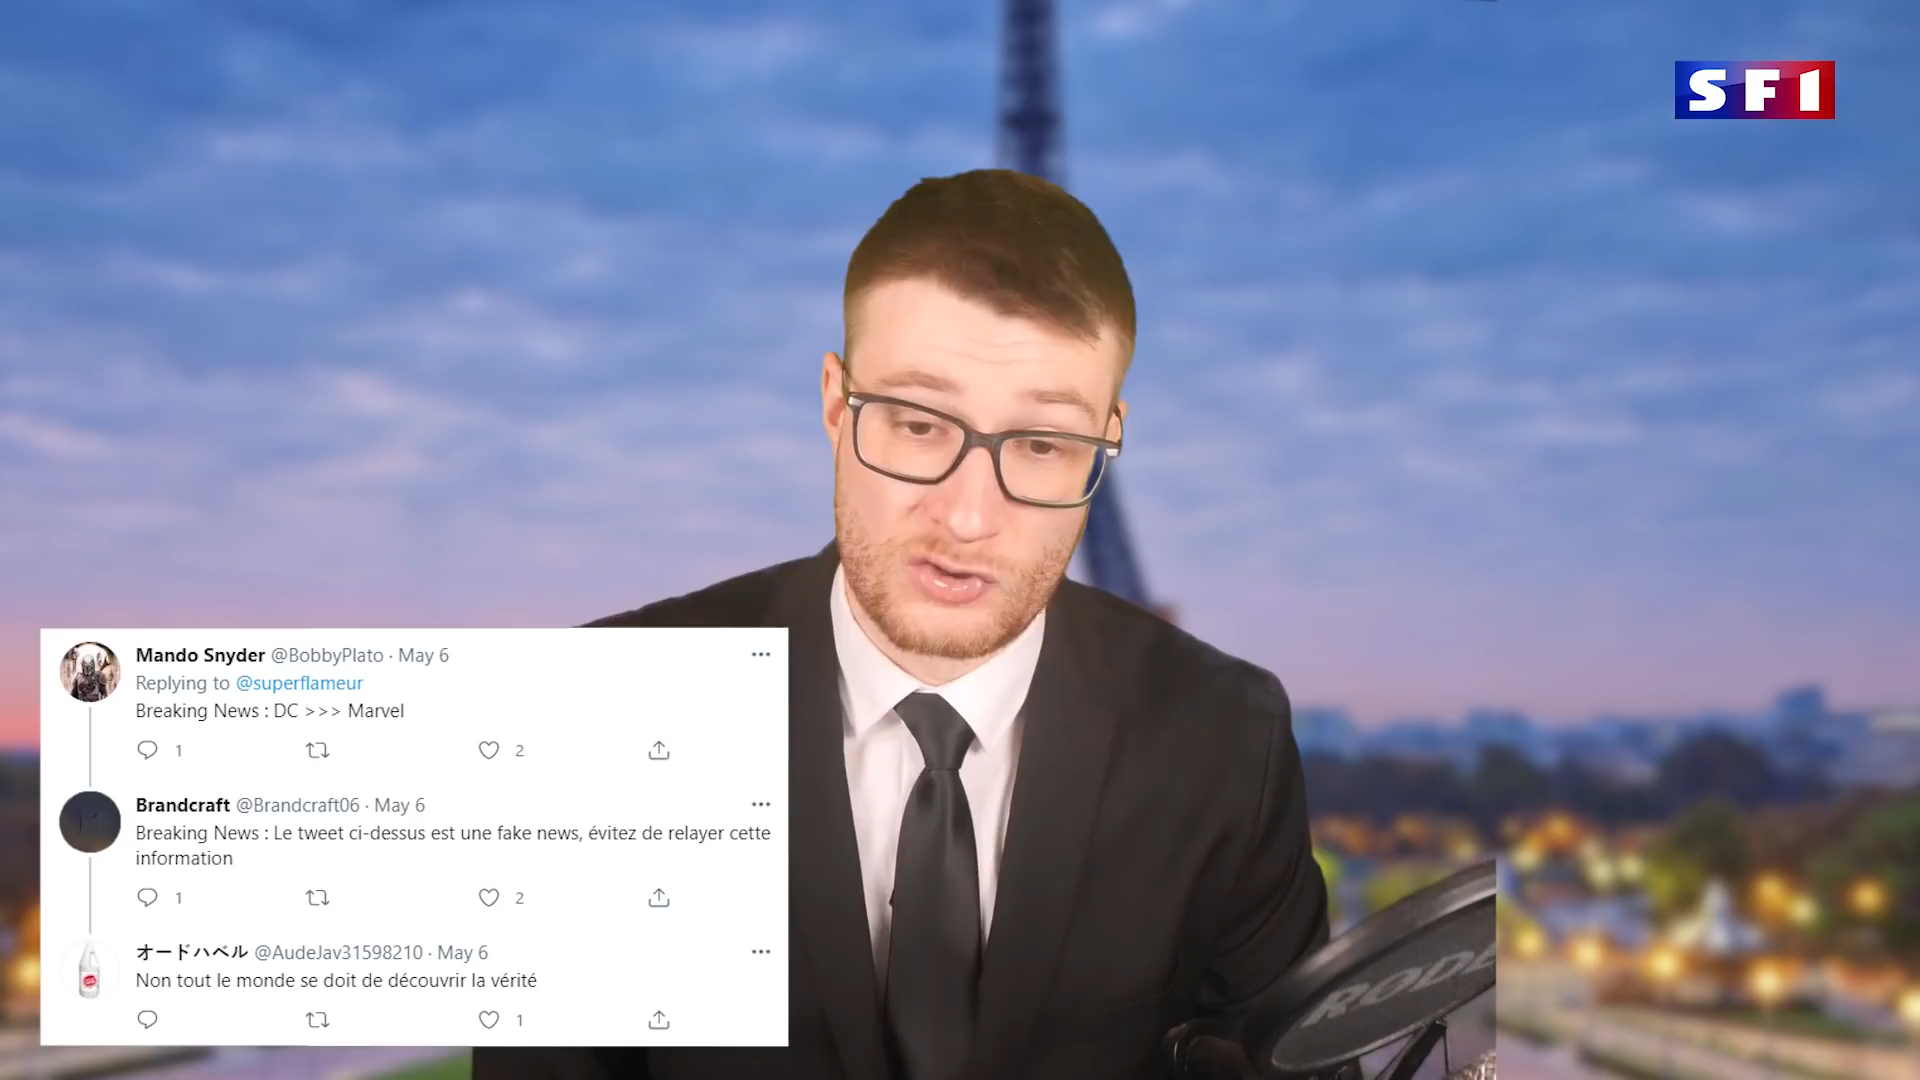 SF1
Mando Snyder @BobbyPlato · May 6
Replying to @superflameur
Breaking News : DC >>> Marvel
1
2
Brandcraft @Brandcraft06 · May 6
Breaking News : Le tweet ci-dessus est une fake news, évitez de relayer cette
information
1
2
オードハベル @AudeJav31598210 · May 6
Non tout le monde se doit de découvrir la vérité
1
RODE